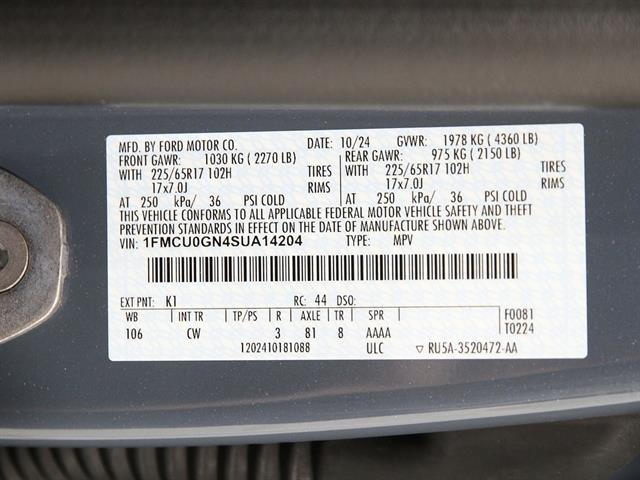 MFD. BY FORD MOTOR CO. DATE: 10/24 GVWR: 1978 KG ( 4360 LB)
FRONT GAWR: 1030 KG ( 2270 LB) REAR GAWR: 975 KG ( 2150 LB)
WITH 225/65R17 102H TIRES WITH 225/65R17 102H TIRES
17x7.0J RIMS 17x7.0J RIMS
AT 250 kPa/ 36 PSI COLD AT 250 kPa/ 36 PSI COLD
THIS VEHICLE CONFORMS TO ALL APPLICABLE FEDERAL MOTOR VEHICLE SAFETY AND THEFT
PREVENTION STANDARDS IN EFFECT ON THE DATE OF MANUFACTURE SHOWN ABOVE.
VIN: 1FMCU0GN4SUA14204 TYPE: MPV
EXT PNT: K1 RC: 44 DSO:
WB INT TR TP/PS R AXLE TR SPR F0081
106 CW 3 81 8 AAAA T0224
1202410181088 ULC RU5A-3520472-AA